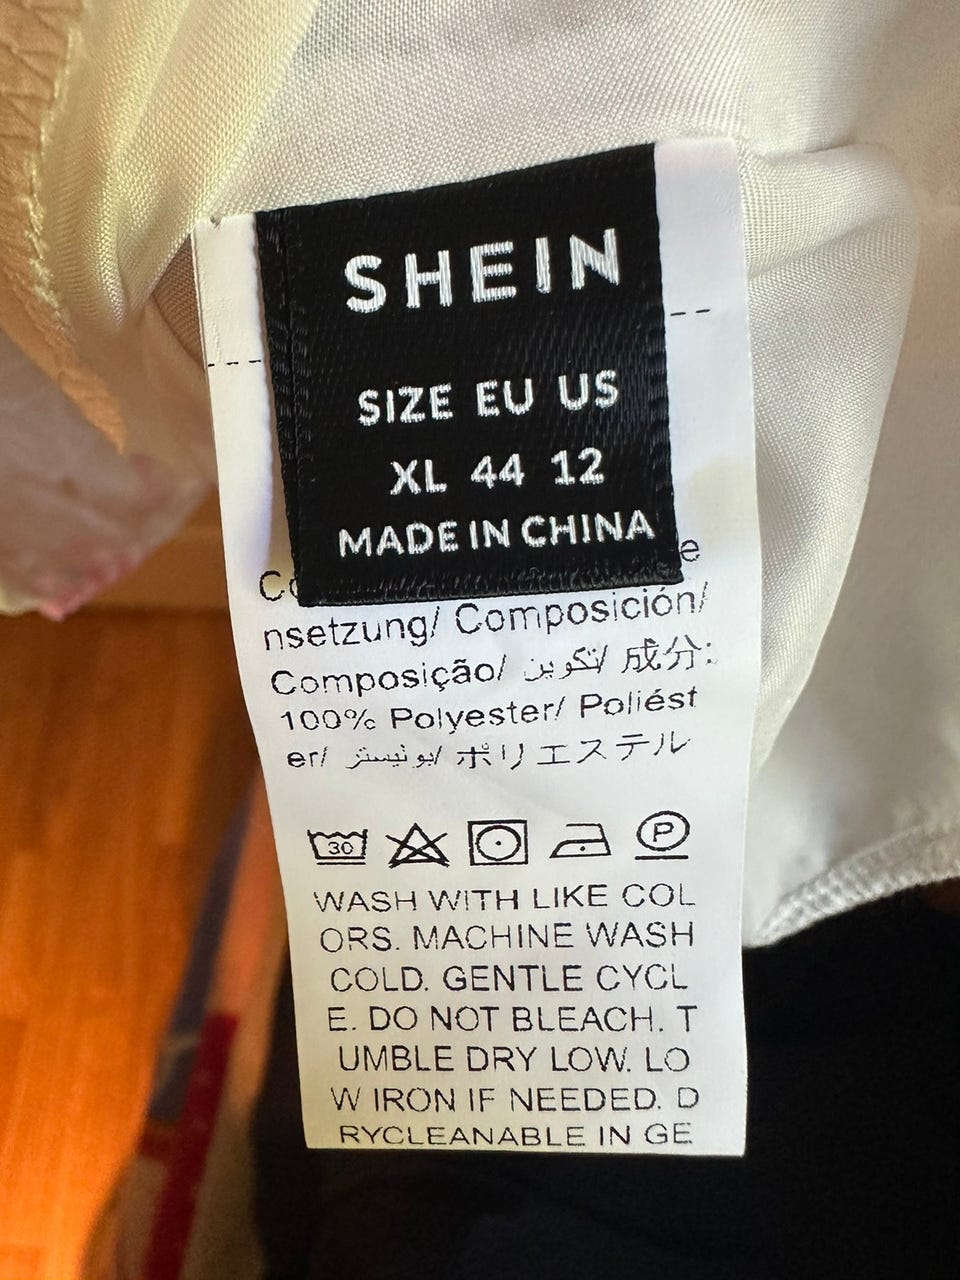 SHEIN
SIZE EU US
XL 44 12
MADE IN CHINA
nsetzung/ Composición/
Composição/ تكوين/ 成分:
100% Polyester/ Poliést
er/ بوليستر/ ポリエステル
30 P
WASH WITH LIKE COL
ORS. MACHINE WASH
COLD. GENTLE CYCL
E. DO NOT BLEACH. T
UMBLE DRY LOW. LO
W IRON IF NEEDED. D
RYCLEANABLE IN GE